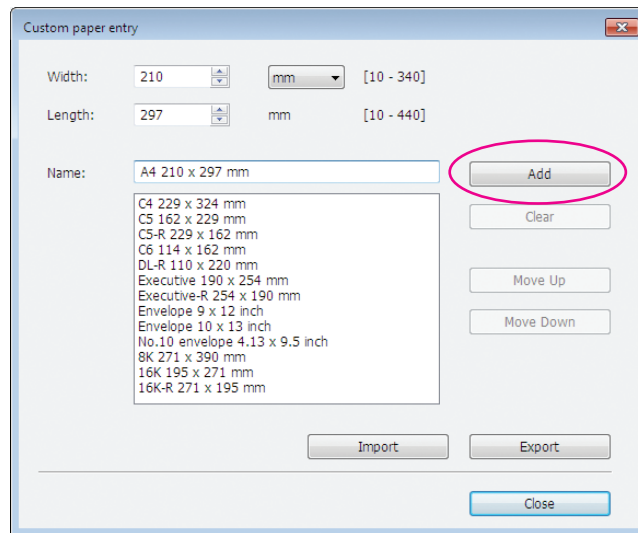 Custom paper entry
Width: 210 mm [10 - 340]
Length: 297 mm [10 - 440]
Name: A4 210 x 297 mm Add
C4 229 x 324 mm
C5 162 x 229 mm
C5-R 229 x 162 mm
C6 114 x 162 mm
DL-R 110 x 220 mm
Executive 190 x 254 mm
Executive-R 254 x 190 mm
Envelope 9 x 12 inch
Envelope 10 x 13 inch
No.10 envelope 4.13 x 9.5 inch
8K 271 x 390 mm
16K 195 x 271 mm
16K-R 271 x 195 mm
Clear
Move Up
Move Down
Import Export
Close